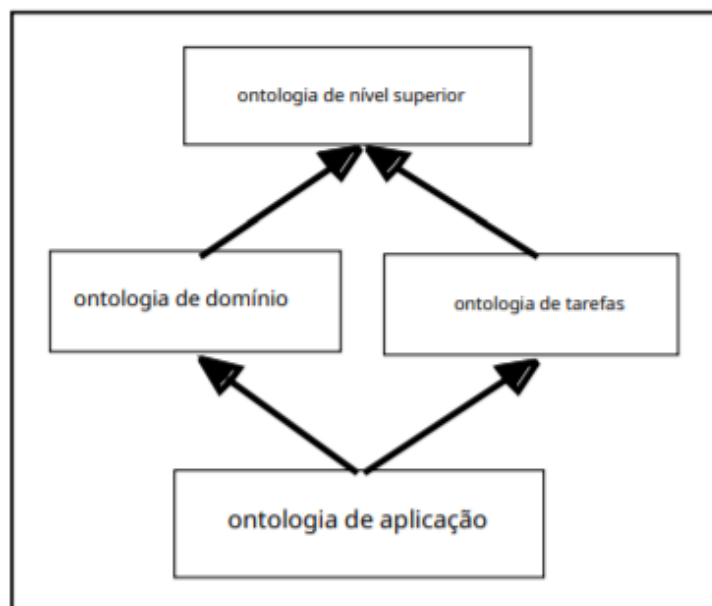 ontologia de nível superior
ontologia de domínio
ontologia de tarefas
ontologia de aplicação